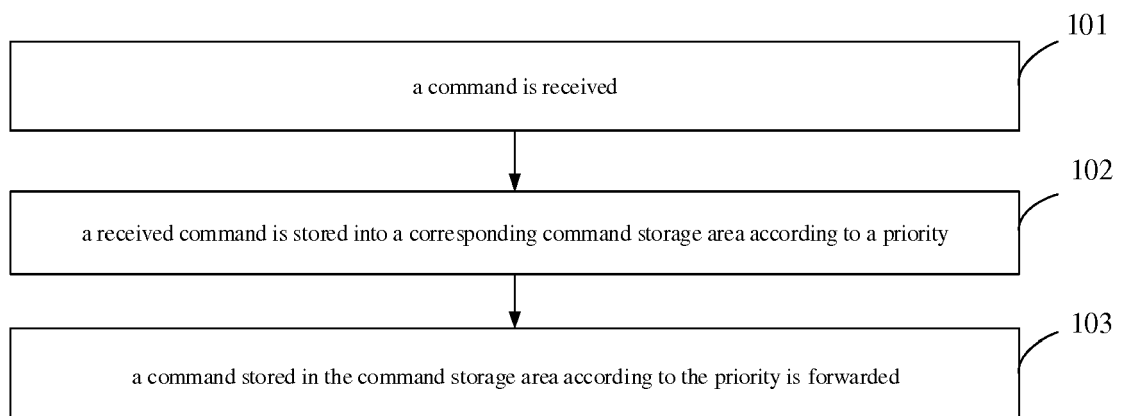 101
a command is received
102
a received command is stored into a corresponding command storage area according to a priority
103
a command stored in the command storage area according to the priority is forwarded